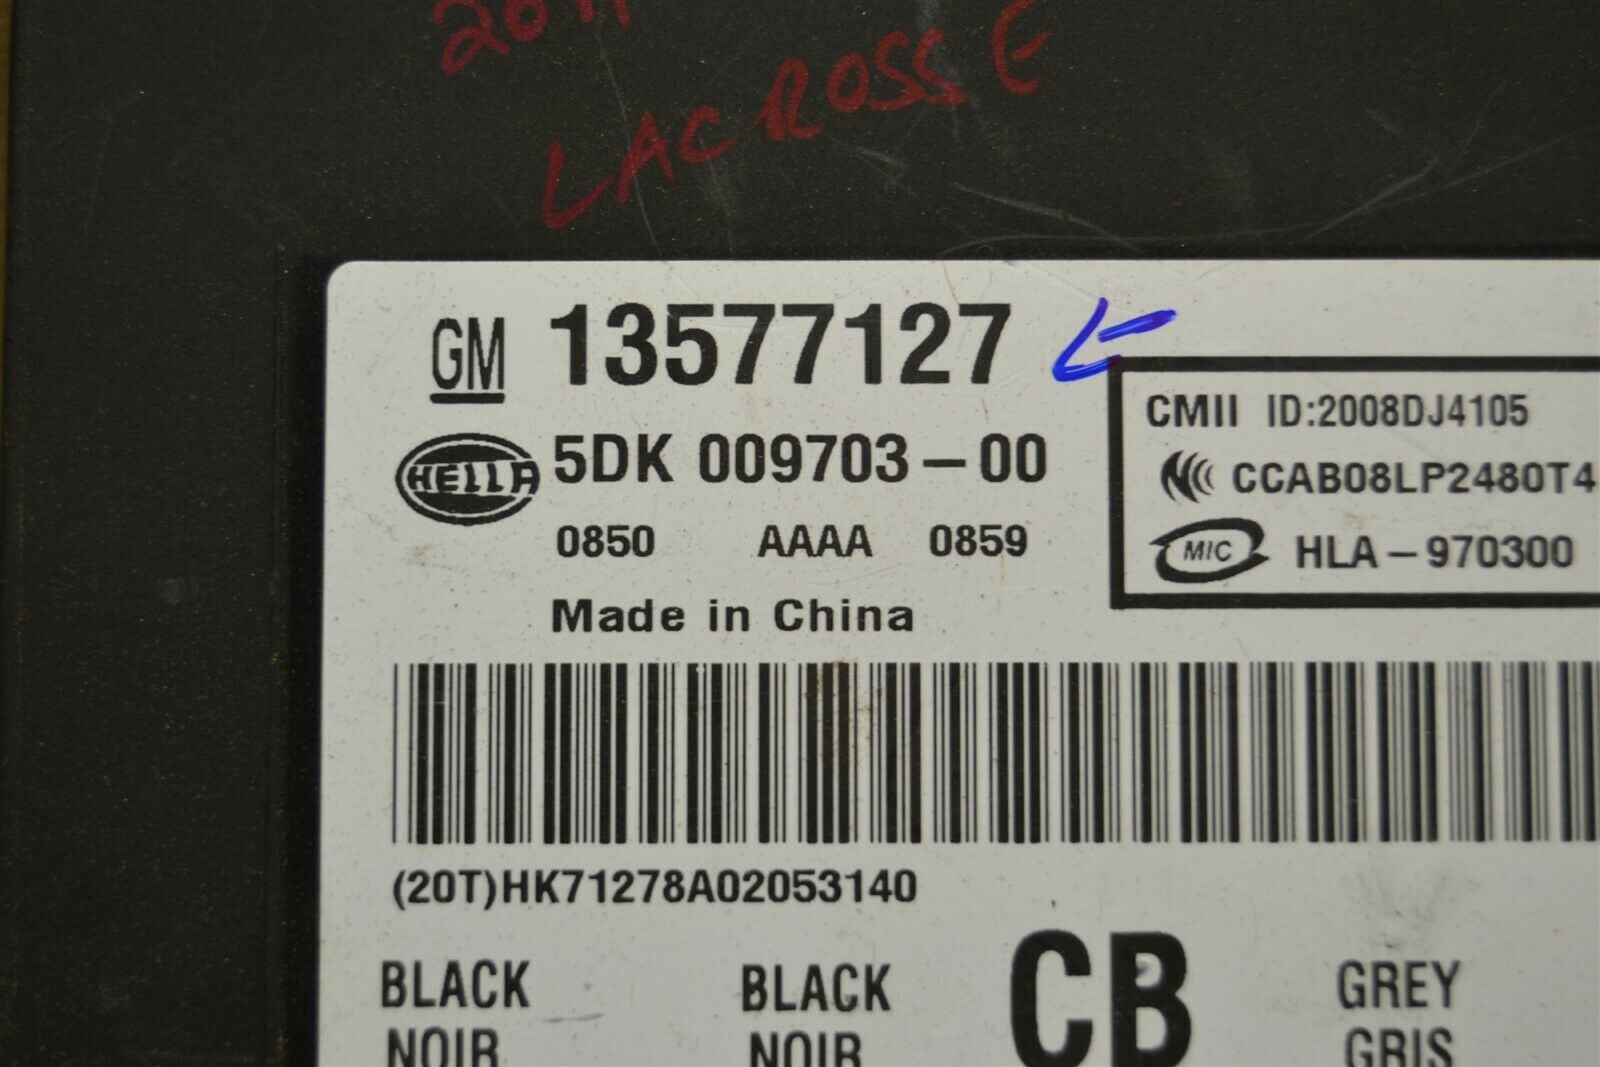 LACROSSE
GM 13577127
HELLA 5DK 009703-00
0850 AAAA 0859
Made in China
CMII ID:2008DJ4105
CCAB08LP2480T4
MIC HLA-970300
(20T)HK71278A02053140
BLACK BLACK CB GREY
NOIR NOIR GRIS